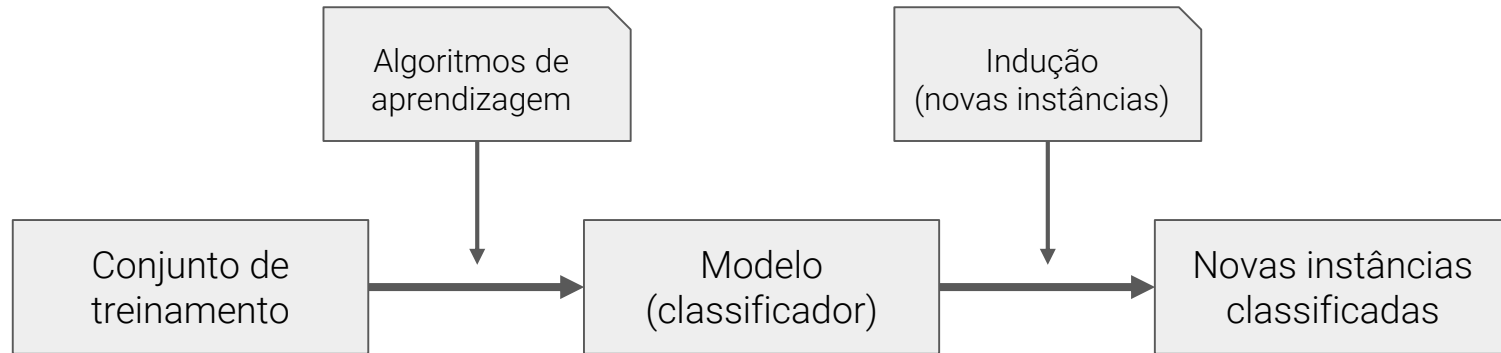 Algoritmos de
aprendizagem
Indução
(novas instâncias)
Conjunto de
treinamento
Modelo
(classificador)
Novas instâncias
classificadas